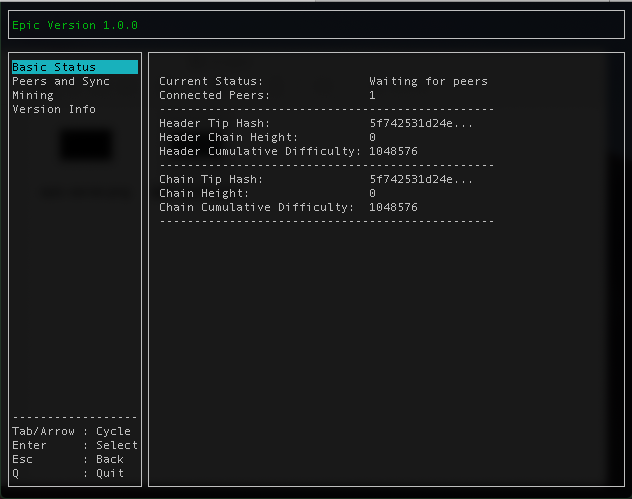 Epic Version 1.0.0
Basic Status
Peers and Sync
Mining
Version Info
Current Status: Waiting for peers
Connected Peers: 1
------------------------------------------------
Header Tip Hash: 5f742531d24e...
Header Chain Height: 0
Header Cumulative Difficulty: 1048576
------------------------------------------------
Chain Tip Hash: 5f742531d24e...
Chain Height: 0
Chain Cumulative Difficulty: 1048576
------------------------------------------------
------------------
Tab/Arrow : Cycle
Enter : Select
Esc : Back
Q : Quit